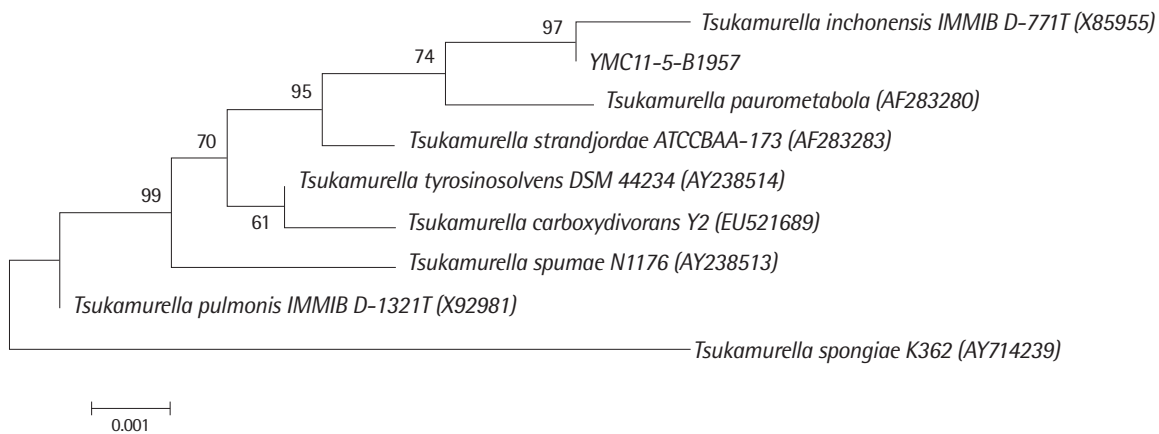 Tsukamurella inchonensis IMMIB D-771T (X85955)
97
YMC11-5-B1957
74
Tsukamurella paurometabola (AF283280)
95
Tsukamurella strandjordae ATCCBAA-173 (AF283283)
70
Tsukamurella tyrosinosolvens DSM 44234 (AY238514)
99
61
Tsukamurella carboxydivorans Y2 (EU521689)
Tsukamurella spumae N1176 (AY238513)
Tsukamurella pulmonis IMMIB D-1321T (X92981)
Tsukamurella spongiae K362 (AY714239)
0.001